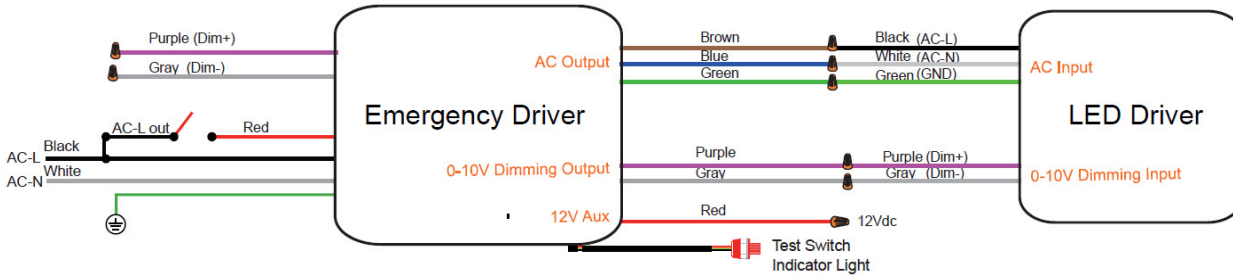 Purple (Dim+)
Gray (Dim-)
AC-L out
Red
Black
AC-L
White
AC-N
Emergency Driver
AC Output
0-10V Dimming Output
12V Aux
Brown
Black (AC-L)
Blue
White (AC-N)
Green
Green (GND)
Purple
Purple (Dim+)
Gray
Gray (Dim-)
Red
12Vdc
Test Switch
Indicator Light
AC Input
LED Driver
0-10V Dimming Input